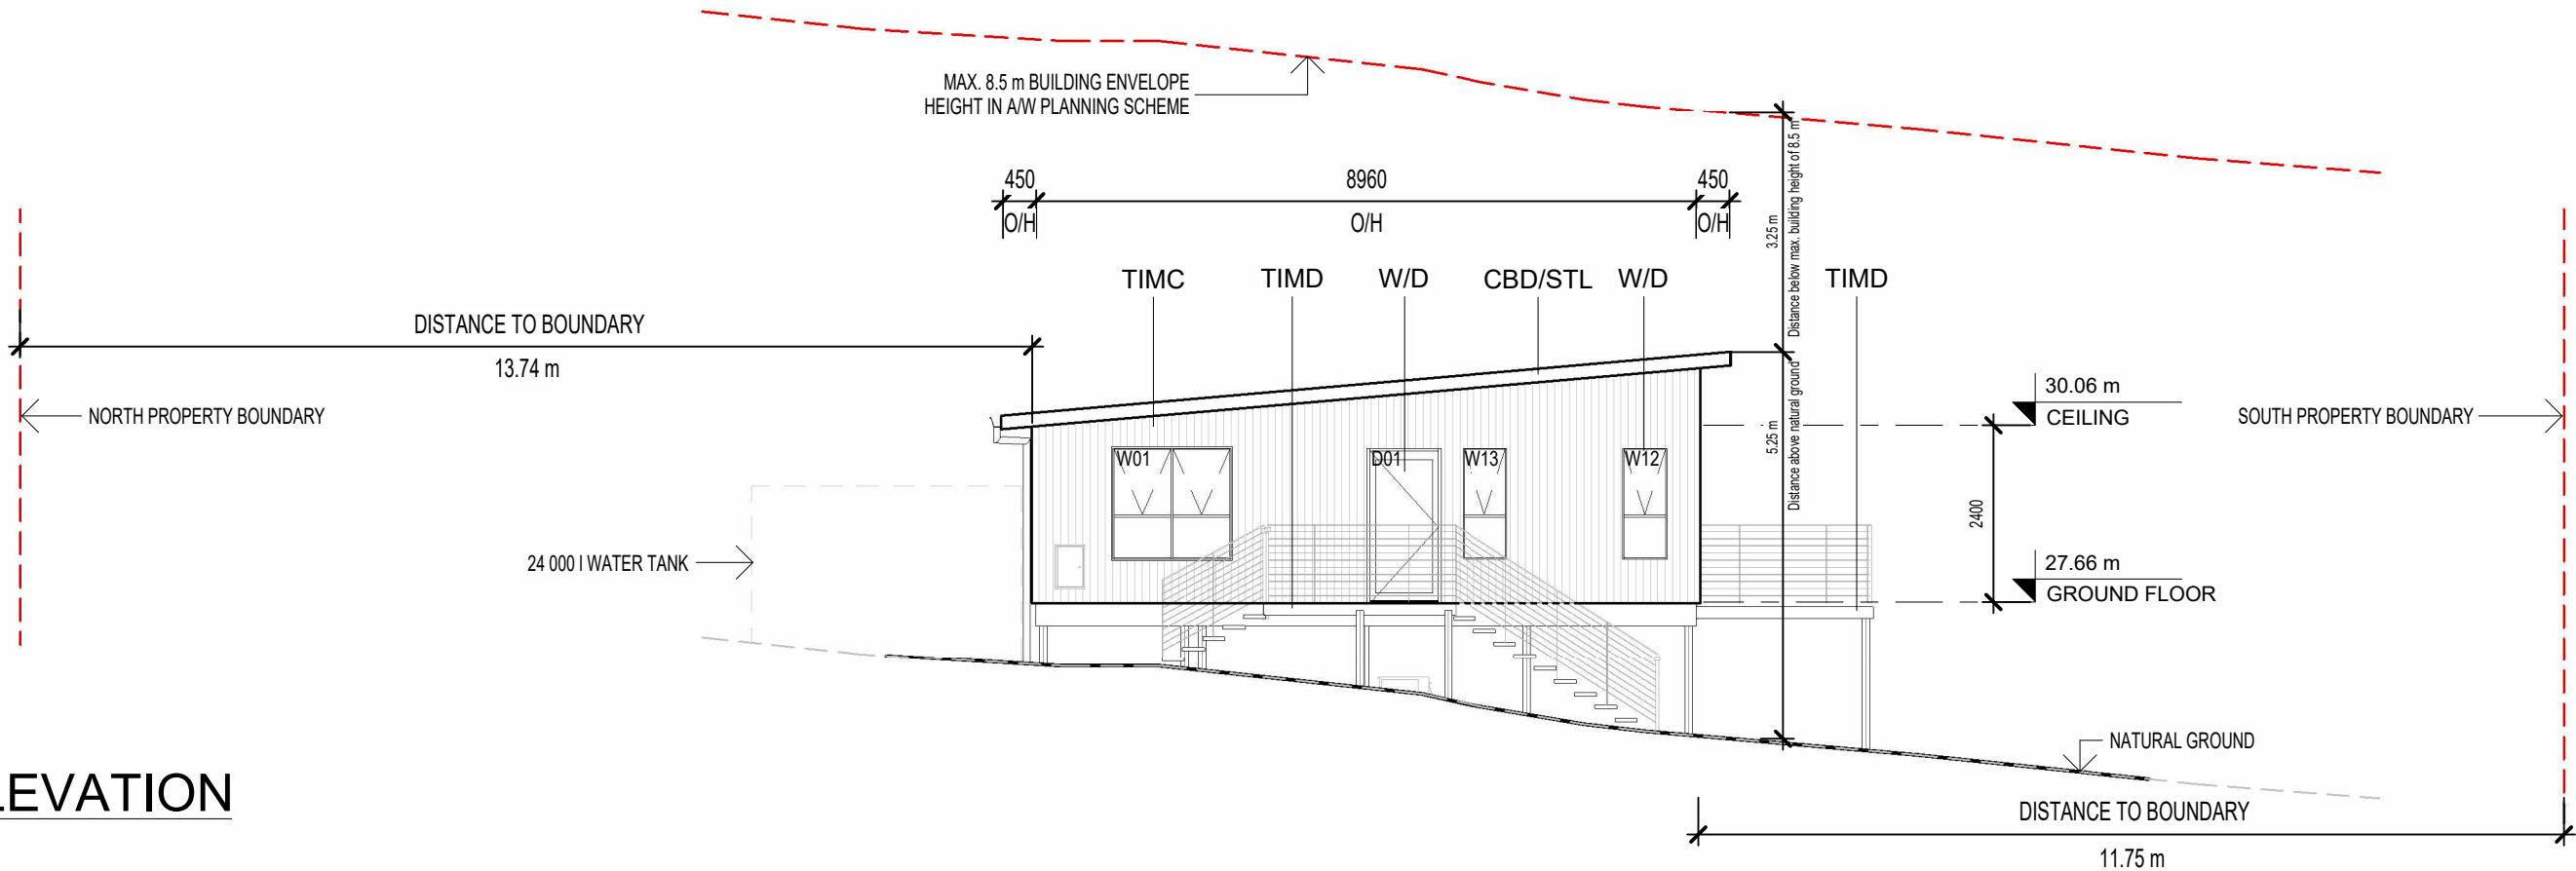 MAX. 8.5 m BUILDING ENVELOPE
HEIGHT IN A/W PLANNING SCHEME
450
8960
450
O/H
O/H
O/H
3.25 m
Distance below max. building height of 8.5 m
TIMC
TIMD
W/D
CBD/STL
W/D
TIMD
DISTANCE TO BOUNDARY
13.74 m
NORTH PROPERTY BOUNDARY
5.25 m
Distance above natural ground
30.06 m
CEILING
SOUTH PROPERTY BOUNDARY
W01
D01
W13
W12
2400
24 000 l WATER TANK
27.66 m
GROUND FLOOR
NATURAL GROUND
LEVATION
DISTANCE TO BOUNDARY
11.75 m